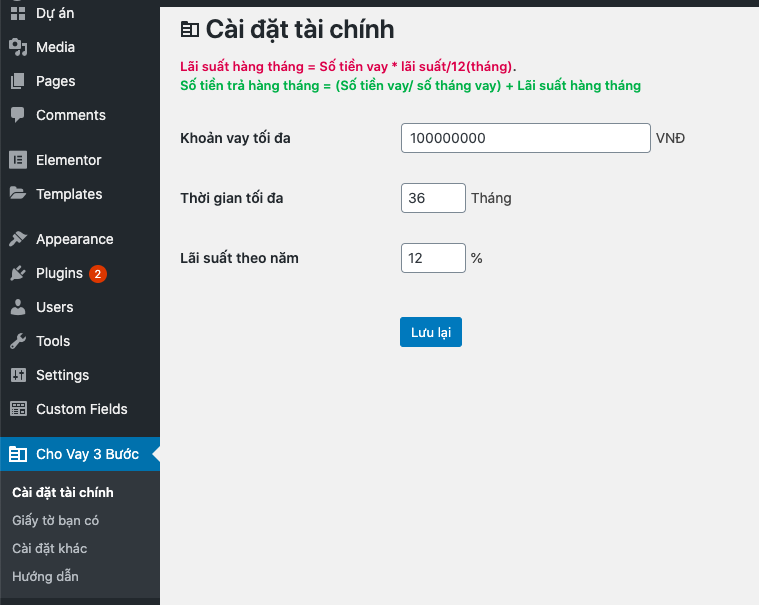 Dự án
Media
Pages
Comments
Elementor
Templates
Appearance
Plugins 2
Users
Tools
Settings
Custom Fields
Cho Vay 3 Bước
Cài đặt tài chính
Giấy tờ bạn có
Cài đặt khác
Hướng dẫn
Cài đặt tài chính
Lãi suất hàng tháng = Số tiền vay * lãi suất/12(tháng).
Số tiền trả hàng tháng = (Số tiền vay/ số tháng vay) + Lãi suất hàng tháng
Khoản vay tối đa 100000000 VNĐ
Thời gian tối đa 36 Tháng
Lãi suất theo năm 12 %
Lưu lại